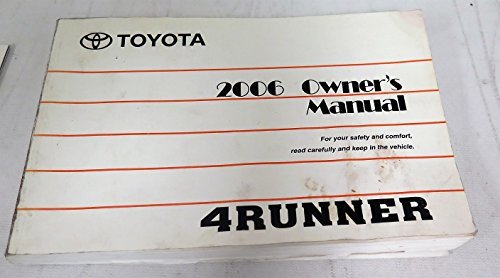 TOYOTA
2006 Owner's
Manual
For your safety and comfort,
read carefully and keep in the vehicle.
4RUNNER